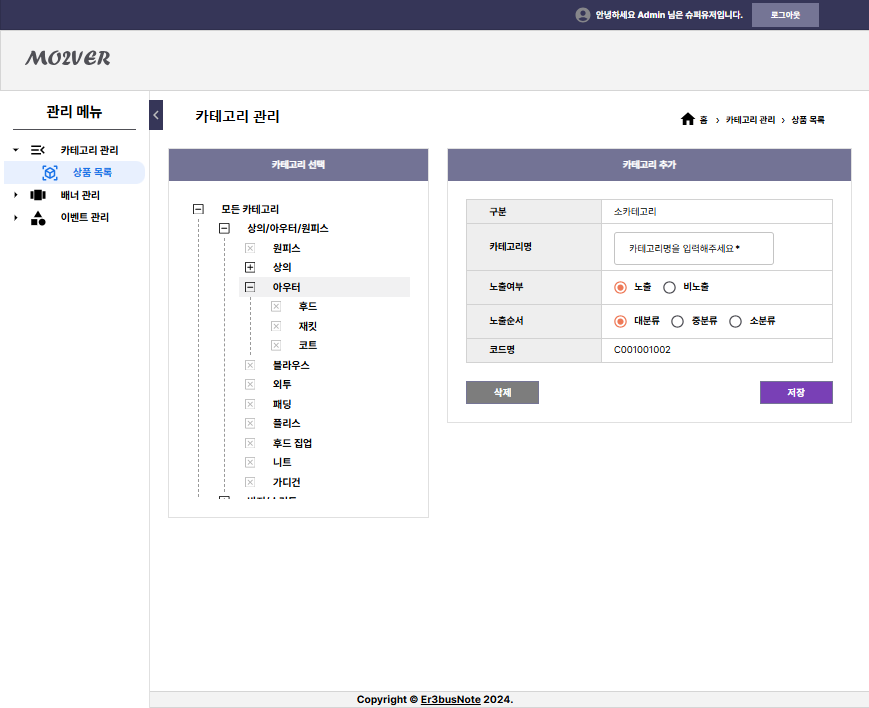 안녕하세요 Admin 님은 슈퍼유저입니다.
로그아웃
MOLVER
관리 메뉴
카테고리 관리
상품 목록
배너 관리
이벤트 관리
카테고리 관리
홈 › 카테고리 관리 › 상품 목록
카테고리 선택
모든 카테고리
상의/아우터/원피스
원피스
상의
아우터
후드
재킷
코트
블라우스
외투
패딩
플리스
후드 집업
니트
가디건
카테고리 추가
구분 소카테고리
카테고리명 카테고리명을 입력해주세요 *
노출여부 노출 비노출
노출순서 대분류 중분류 소분류
코드명 C001001002
삭제 저장
Copyright © Er3busNote 2024.